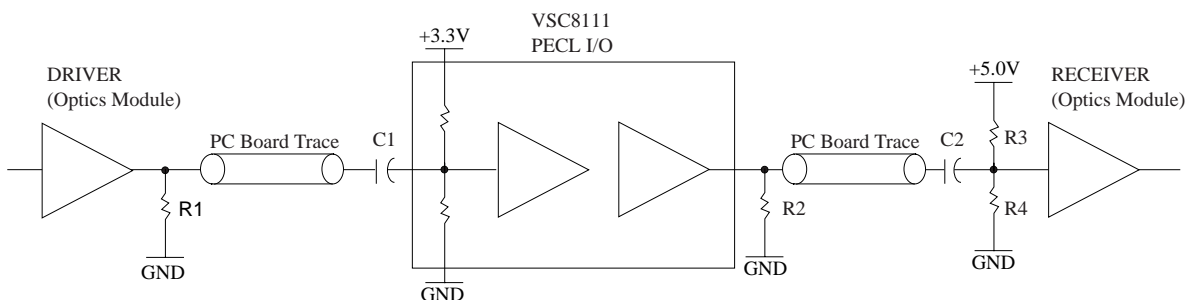 VSC8111
PECL I/O
+3.3V
DRIVER
(Optics Module)
+5.0V
RECEIVER
(Optics Module)
PC Board Trace
C1
PC Board Trace
C2
R3
R1
R2
R4
GND
GND
GND
GND